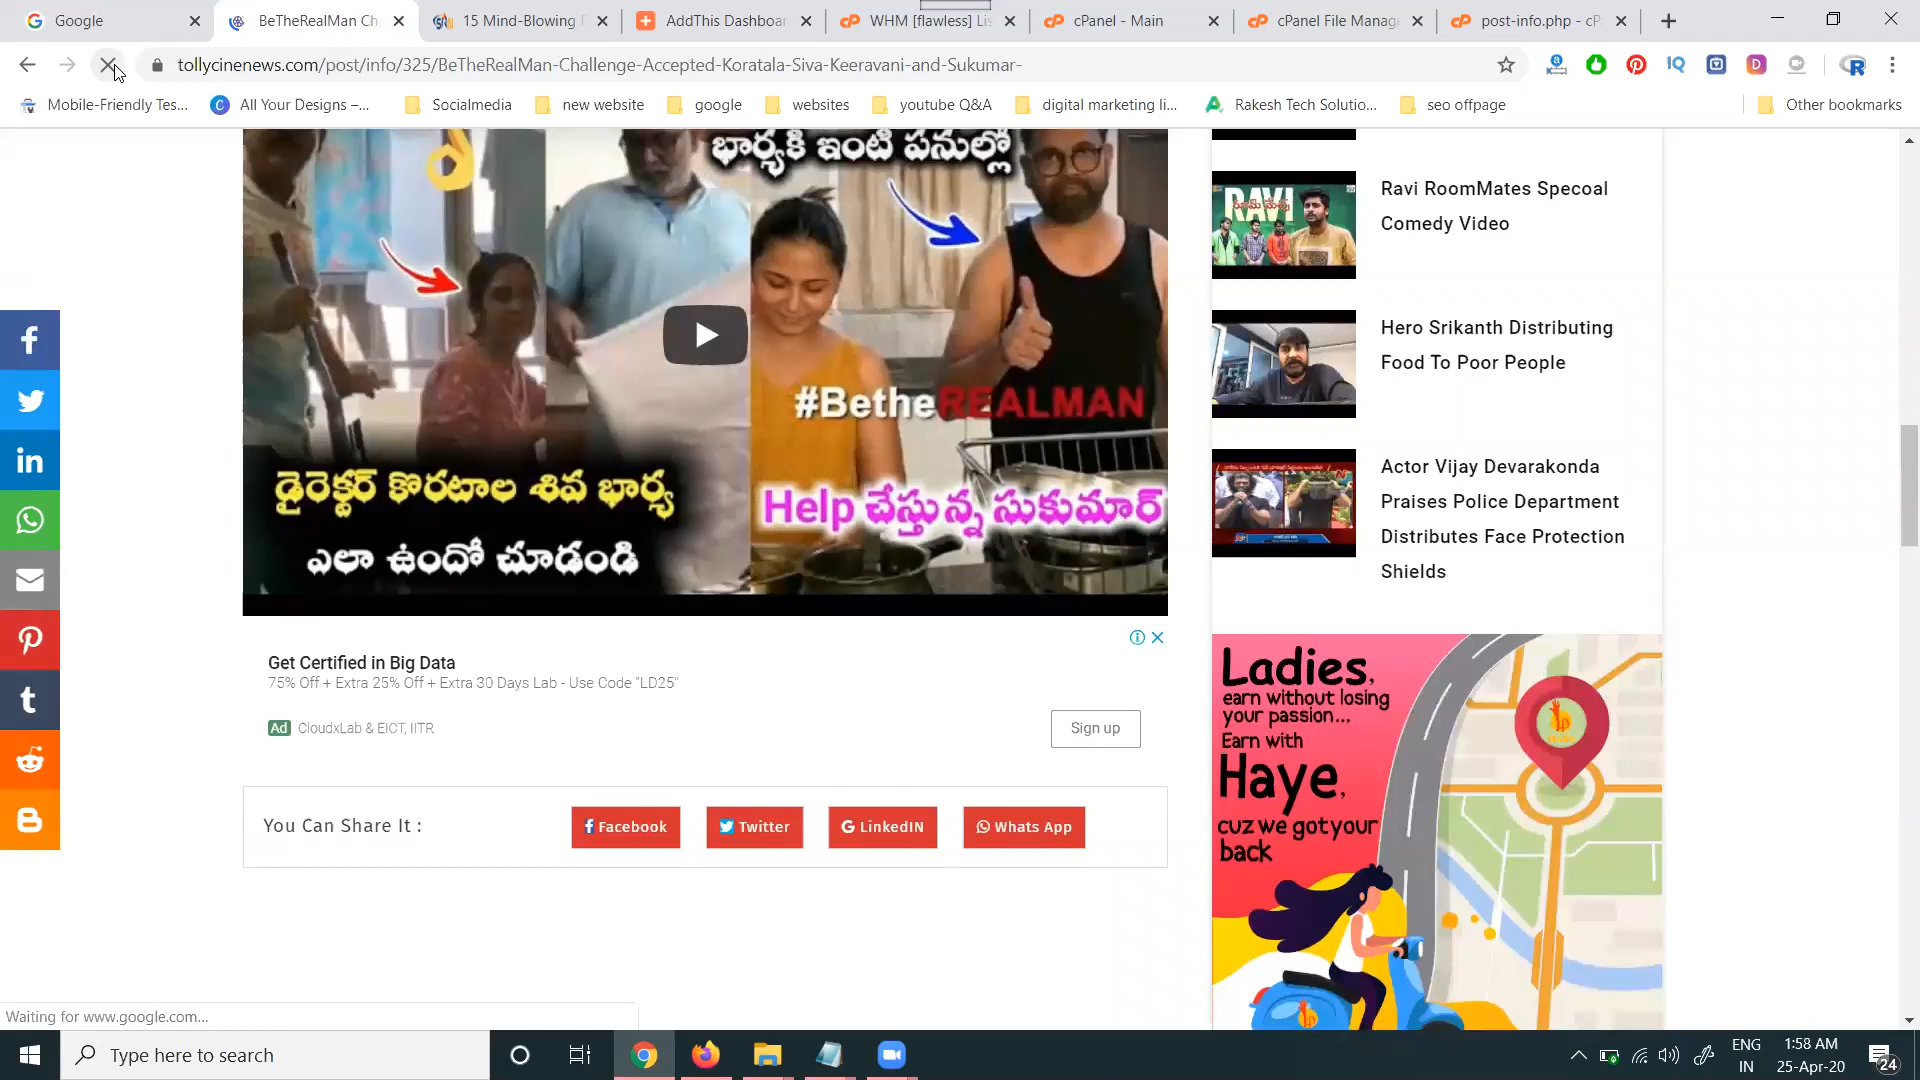 Google
BeTheRealMan Ch
15 Mind-Blowing
AddThis Dashboar
WHM [flawless] Lis
cPanel - Main
cPanel File Manag
post-info.php - cP
tollycinenews.com/post/info/325/BeTheRealMan-Challenge-Accepted-Koratala-Siva-Keeravani-and-Sukumar-
Mobile-Friendly Tes...
All Your Designs –...
Socialmedia
new website
google
websites
youtube Q&A
digital marketing li...
Rakesh Tech Solutio...
seo offpage
Other bookmarks
భార్యకి ఇంటి పనుల్లో
#BetheREALMAN
డైరెక్టర్ కొరటాల శివ భార్య
ఎలా ఉందో చూడండి
Help చేస్తున్న సుకుమార్
RAVI
Ravi RoomMates Specoal
Comedy Video
Hero Srikanth Distributing
Food To Poor People
Actor Vijay Devarakonda
Praises Police Department
Distributes Face Protection
Shields
Get Certified in Big Data
75% Off + Extra 25% Off + Extra 30 Days Lab - Use Code "LD25"
Ad CloudxLab & EICT, IITR
Sign up
You Can Share It :
Facebook
Twitter
LinkedIN
Whats App
Ladies,
earn without losing
your passion...
Earn with
Haye,
cuz we got your
back
Waiting for www.google.com...
Type here to search
ENG
IN
1:58 AM
25-Apr-20
24